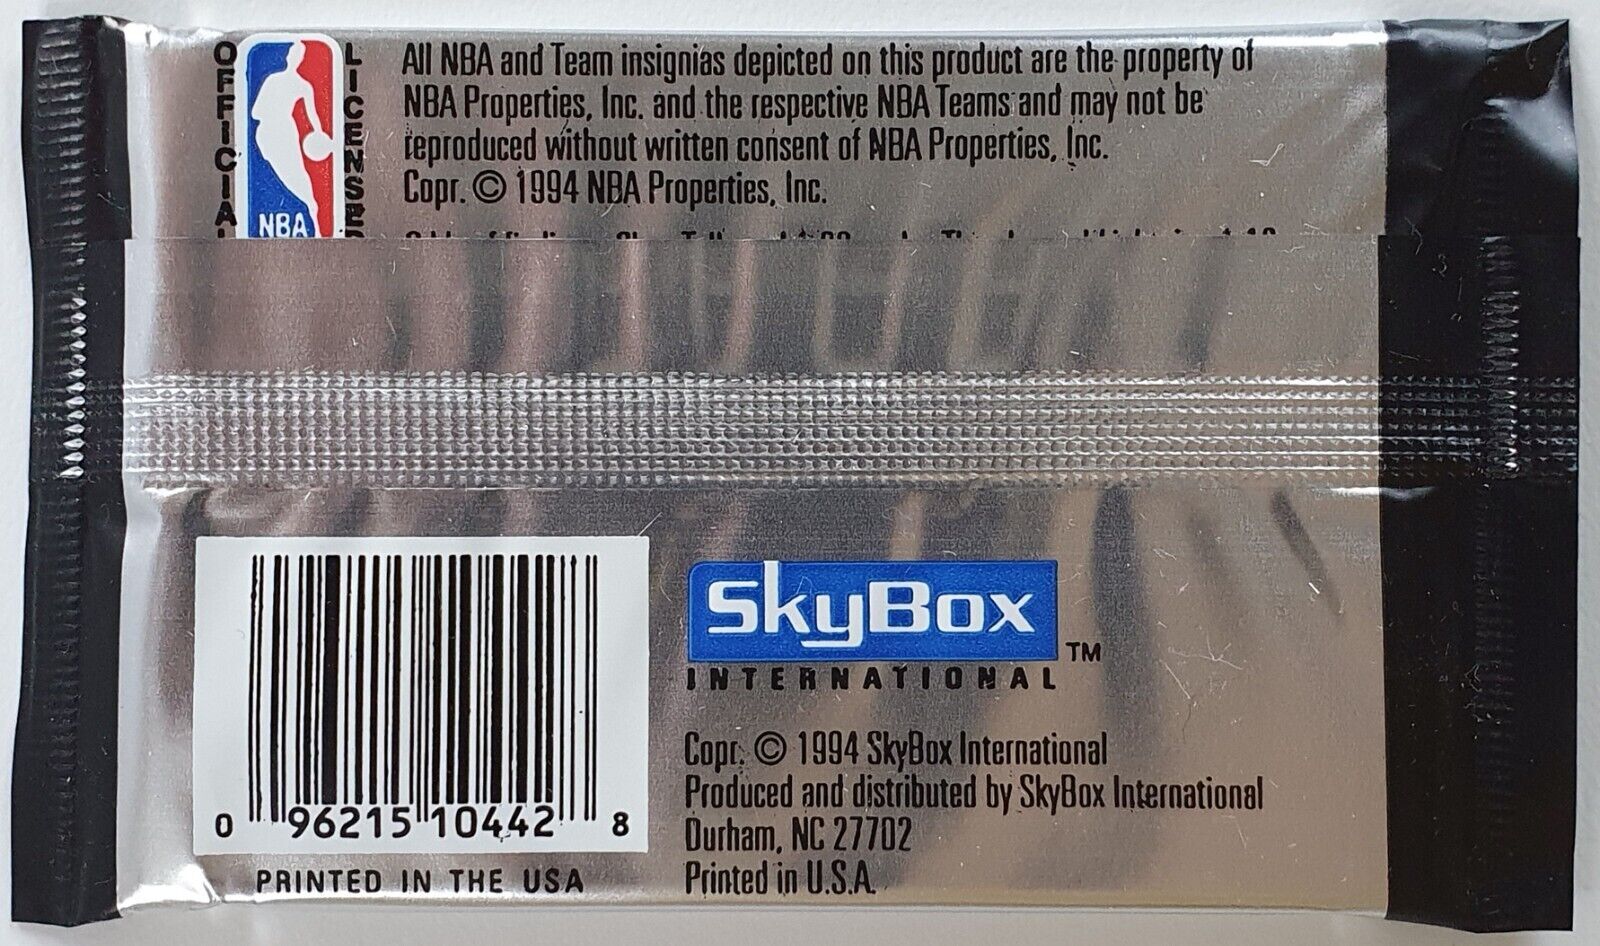 OFFICIAL
NBA
LICENSE
All NBA and Team insignias depicted on this product are the property of
NBA Properties, Inc. and the respective NBA Teams and may not be
reproduced without written consent of NBA Properties, Inc.
Copr. © 1994 NBA Properties, Inc.
0 96215 10442 8
PRINTED IN THE USA
SkyBox
TM
INTERNATIONAL
Copr. © 1994 SkyBox International
Produced and distributed by SkyBox International
Durham, NC 27702
Printed in U.S.A.